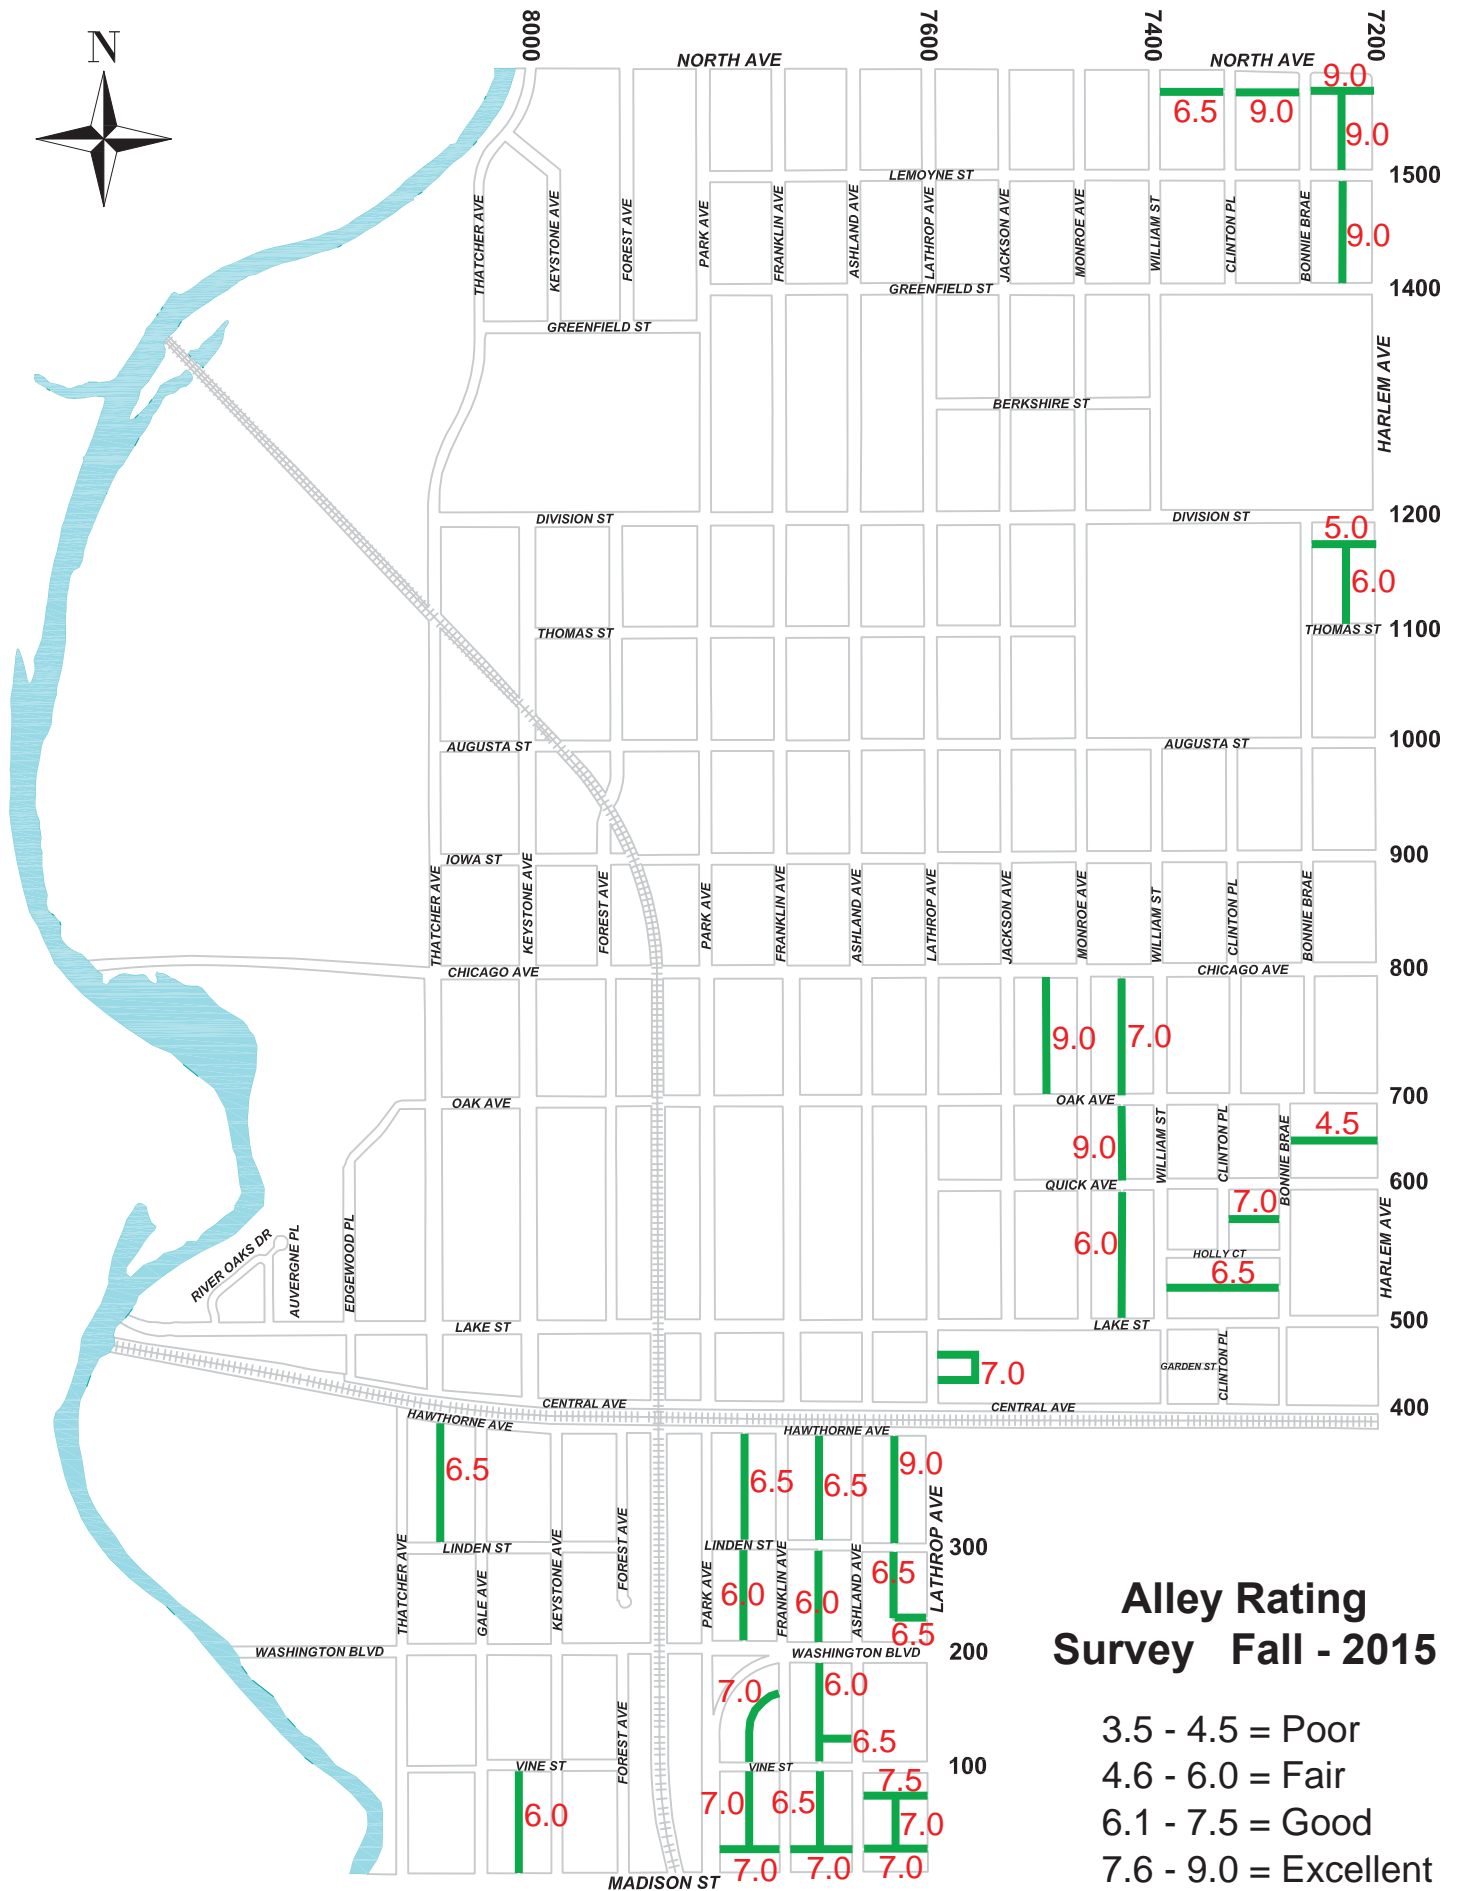 N
8000
7600
7400
7200
NORTH AVE
NORTH AVE
9.0
6.5
9.0
9.0
LEMOYNE ST
1500
THATCHER AVE
KEYSTONE AVE
FOREST AVE
PARK AVE
FRANKLIN AVE
ASHLAND AVE
LATHROP AVE
JACKSON AVE
MONROE AVE
WILLIAM ST
CLINTON PL
BONNIE BRAE
9.0
GREENFIELD ST
1400
GREENFIELD ST
HARLEM AVE
BERKSHIRE ST
DIVISION ST
DIVISION ST
1200
5.0
6.0
THOMAS ST
THOMAS ST
1100
AUGUSTA ST
AUGUSTA ST
1000
IOWA ST
900
THATCHER AVE
KEYSTONE AVE
FOREST AVE
PARK AVE
FRANKLIN AVE
ASHLAND AVE
LATHROP AVE
JACKSON AVE
MONROE AVE
WILLIAM ST
CLINTON PL
BONNIE BRAE
CHICAGO AVE
CHICAGO AVE
800
9.0
7.0
OAK AVE
OAK AVE
700
9.0
WILLIAM ST
CLINTON PL
BONNIE BRAE
4.5
QUICK AVE
600
7.0
6.0
RIVER OAKS DR
AUVERGNE PL
EDGEWOOD PL
HOLLY CT
6.5
HARLEM AVE
LAKE ST
LAKE ST
500
7.0
GARDEN ST
CLINTON PL
CENTRAL AVE
CENTRAL AVE
400
HAWTHORNE AVE
HAWTHORNE AVE
6.5
6.5
6.5
9.0
LINDEN ST
LINDEN ST
300
THATCHER AVE
GALE AVE
KEYSTONE AVE
FOREST AVE
PARK AVE
FRANKLIN AVE
ASHLAND AVE
LATHROP AVE
6.0
6.0
6.5
6.5
WASHINGTON BLVD
WASHINGTON BLVD
200
7.0
6.0
6.5
FOREST AVE
VINE ST
VINE ST
100
6.0
7.0
6.5
7.5
7.0
7.0
7.0
7.0
MADISON ST
Alley Rating
Survey Fall - 2015
3.5 - 4.5 = Poor
4.6 - 6.0 = Fair
6.1 - 7.5 = Good
7.6 - 9.0 = Excellent